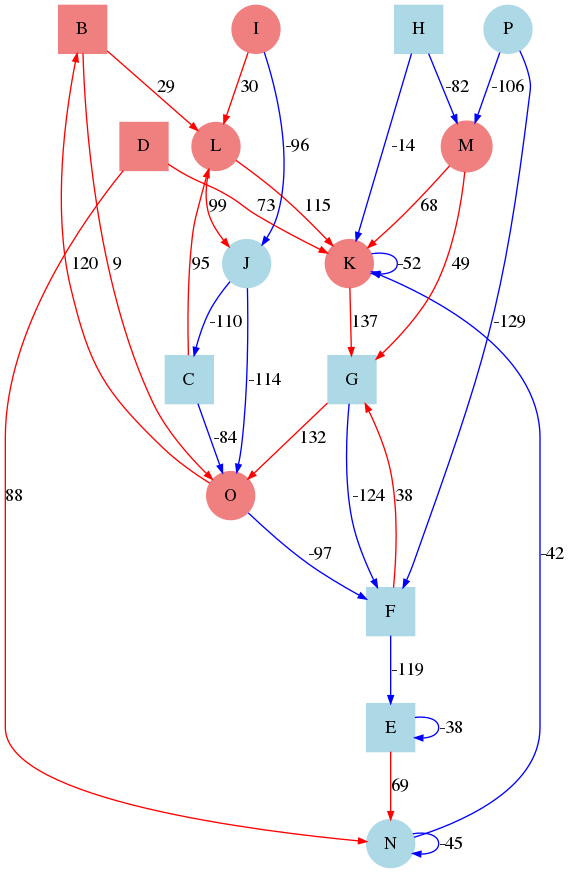 B I H P
29 30 -82 -106
D L -14 -96 M
99 73 115 68
120 9 95 J K -52 49
-110 137 -129
C -114 G
-84 132
88 O -124 38
-97 -42
F
-119
E -38
69
N -45